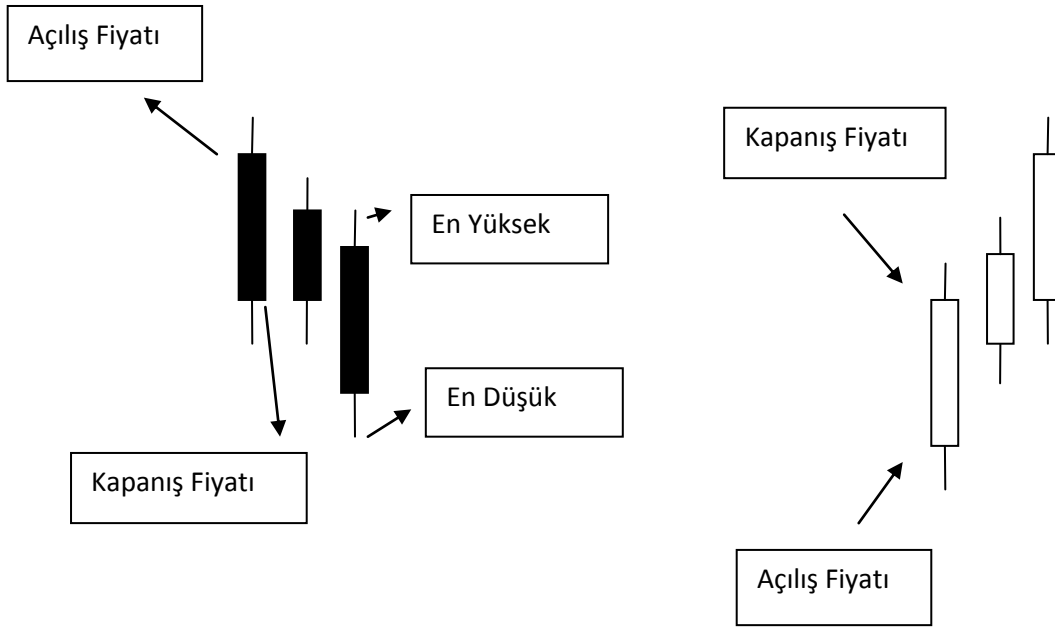 Açılış Fiyatı
Kapanış Fiyatı
En Yüksek
En Düşük
Kapanış Fiyatı
Açılış Fiyatı